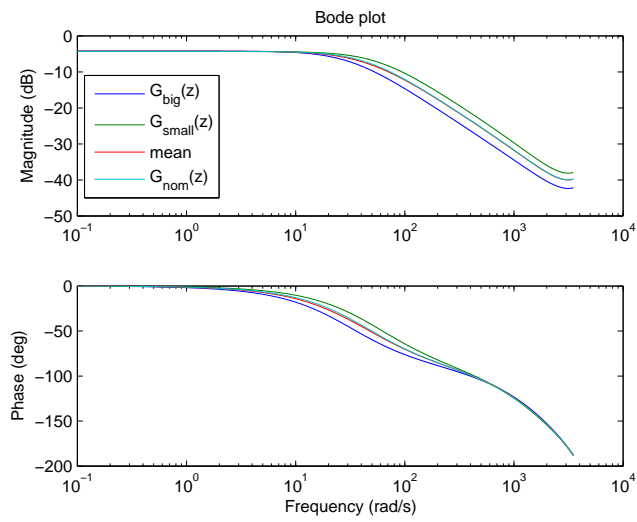 Bode plot
Magnitude (dB)
0
−10
−20
−30
−40
−50
G_big(z)
G_small(z)
mean
G_nom(z)
10^−1 10^0 10^1 10^2 10^3 10^4
Phase (deg)
0
−50
−100
−150
−200
10^−1 10^0 10^1 10^2 10^3 10^4
Frequency (rad/s)